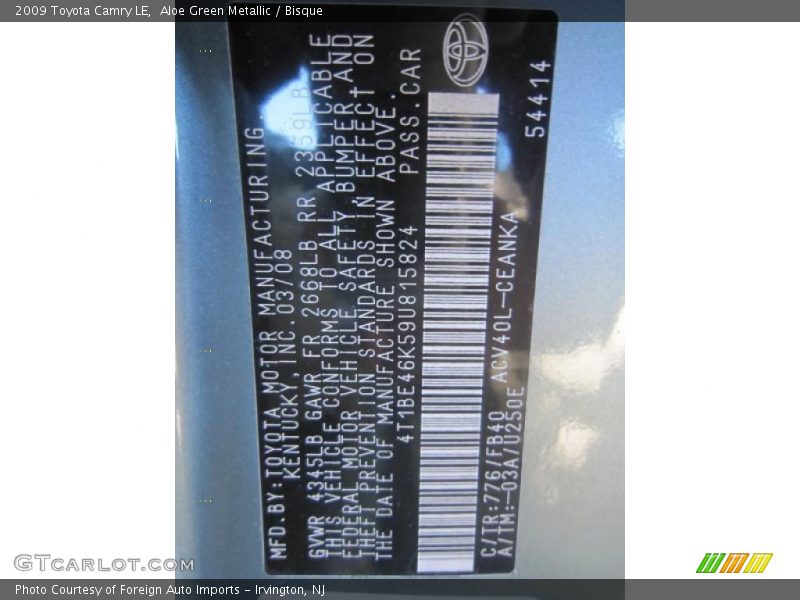 2009 Toyota Camry LE,  Aloe Green Metallic / Bisque
MFD.BY:TOYOTA MOTOR MANUFACTURING
KENTUCKY, INC.03/08
GVWR 4345LB GAWR FR 2668LB RR 2359LB
THIS VEHICLE CONFORMS TO ALL APPLICABLE
FEDERAL MOTOR VEHICLE SAFETY, BUMPER AND
THEFT PREVENTION STANDARDS IN EFFECT ON
THE DATE OF MANUFACTURE SHOWN ABOVE.
4T1BE46K59U815824 PASS.CAR
C/TR:776/FB40 ACV40L-CEANKA
A/TM:-03A/U250E
54414
GTCarLot.com
Photo Courtesy of Foreign Auto Imports - Irvington, NJ